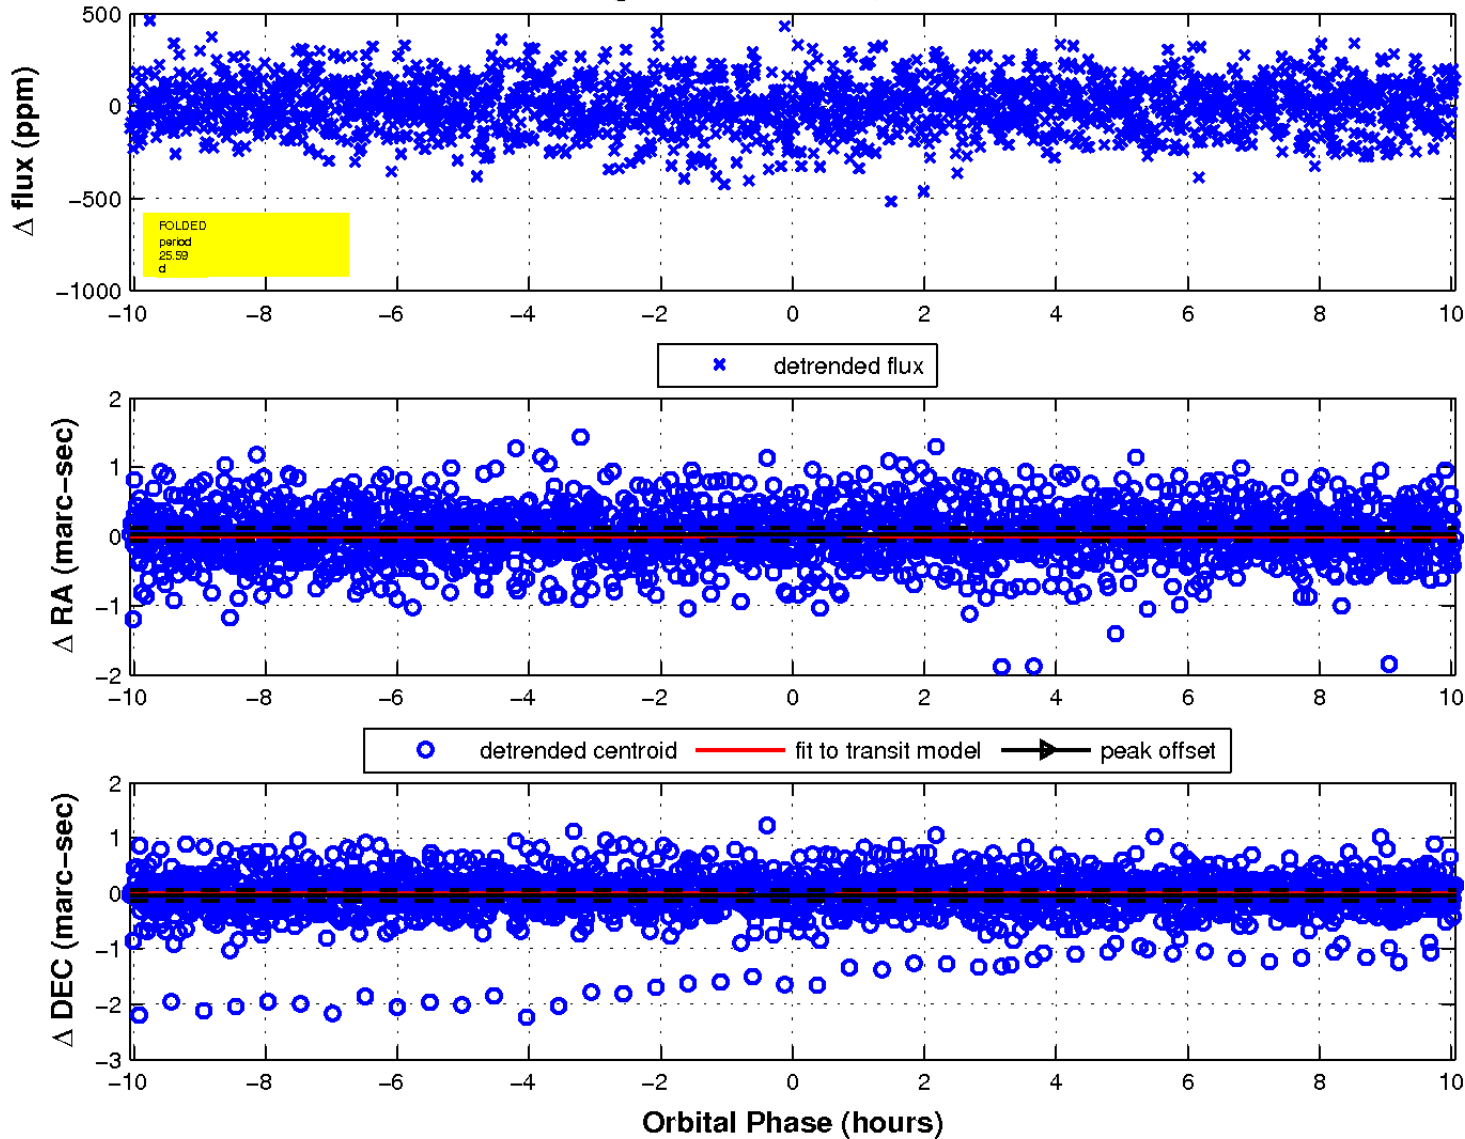 500
0
−500
−1000
Δ flux (ppm)
FOLDED
period
25.59
d
−10 −8 −6 −4 −2 0 2 4 6 8 10
detrended flux
2
1
0
−1
−2
Δ RA (marc−sec)
−10 −8 −6 −4 −2 0 2 4 6 8 10
detrended centroid fit to transit model peak offset
2
1
0
−1
−2
−3
Δ DEC (marc−sec)
−10 −8 −6 −4 −2 0 2 4 6 8 10
Orbital Phase (hours)